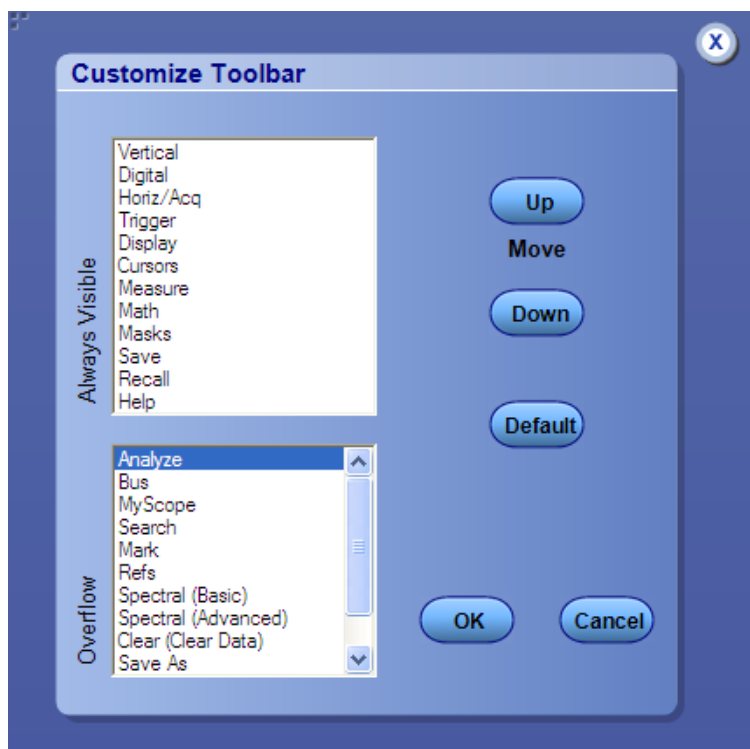 X
Customize Toolbar
Always Visible
Vertical
Digital
Horiz/Acq
Trigger
Display
Cursors
Measure
Math
Masks
Save
Recall
Help
Up
Move
Down
Default
Overflow
Analyze
Bus
MyScope
Search
Mark
Refs
Spectral (Basic)
Spectral (Advanced)
Clear (Clear Data)
Save As
OK
Cancel